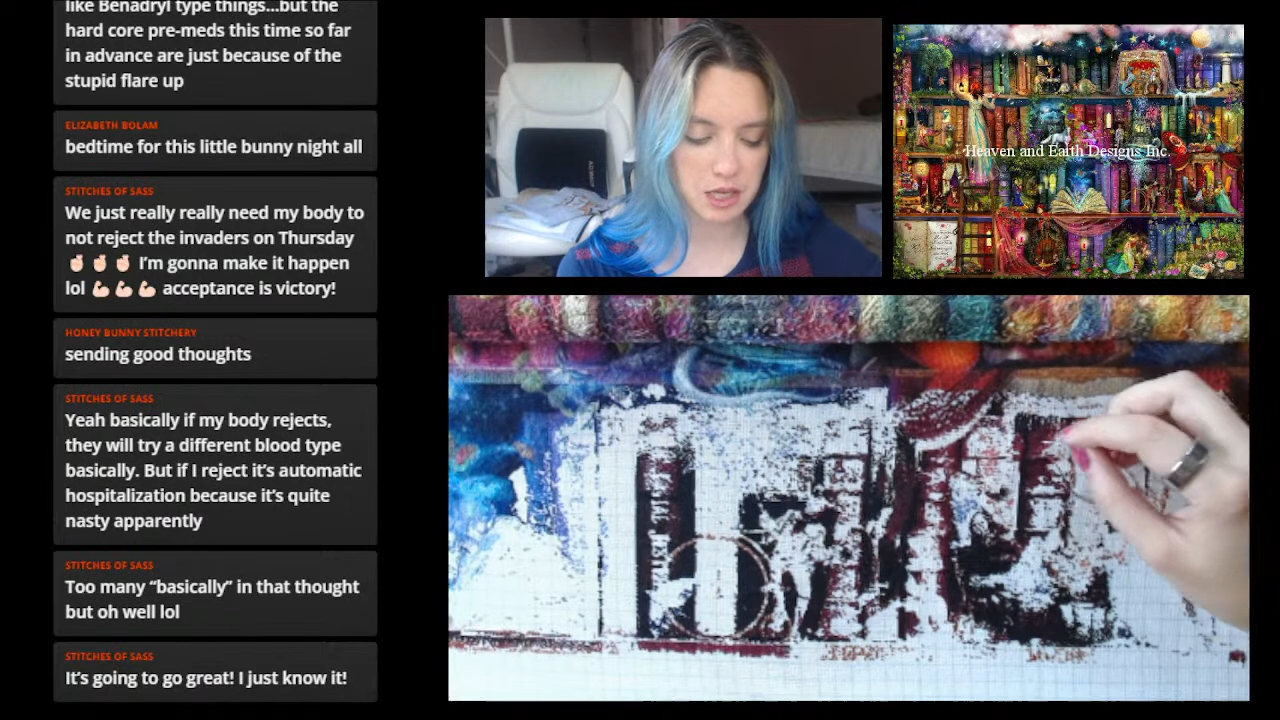 like Benadryl type things...but the
hard core pre-meds this time so far
in advance are just because of the
stupid flare up
ELIZABETH BOLAM
bedtime for this little bunny night all
STITCHES OF SASS
We just really really need my body to
not reject the invaders on Thursday
🤞🏻 🤞🏻 🤞🏻 I’m gonna make it happen
lol 💪🏻 💪🏻 💪🏻 acceptance is victory!
HONEY BUNNY STITCHERY
sending good thoughts
STITCHES OF SASS
Yeah basically if my body rejects,
they will try a different blood type
basically. But if I reject it’s automatic
hospitalization because it’s quite
nasty apparently
STITCHES OF SASS
Too many “basically” in that thought
but oh well lol
STITCHES OF SASS
It’s going to go great! I just know it!
Heaven and Earth Designs Inc.